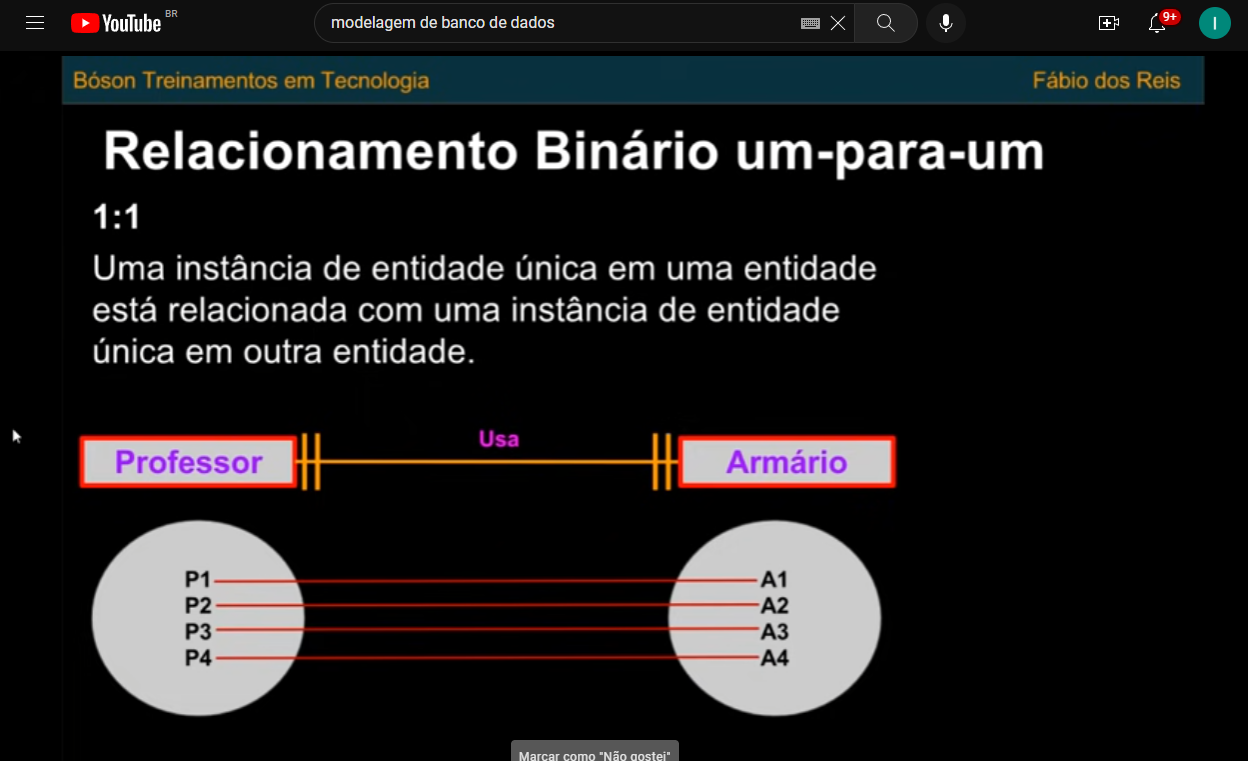 YouTube BR
modelagem de banco de dados
9+
I
Bóson Treinamentos em Tecnologia
Fábio dos Reis
Relacionamento Binário um-para-um
1:1
Uma instância de entidade única em uma entidade
está relacionada com uma instância de entidade
única em outra entidade.
Usa
Professor
Armário
P1
A1
P2
A2
P3
A3
P4
A4
Marcar como "Não gostei"